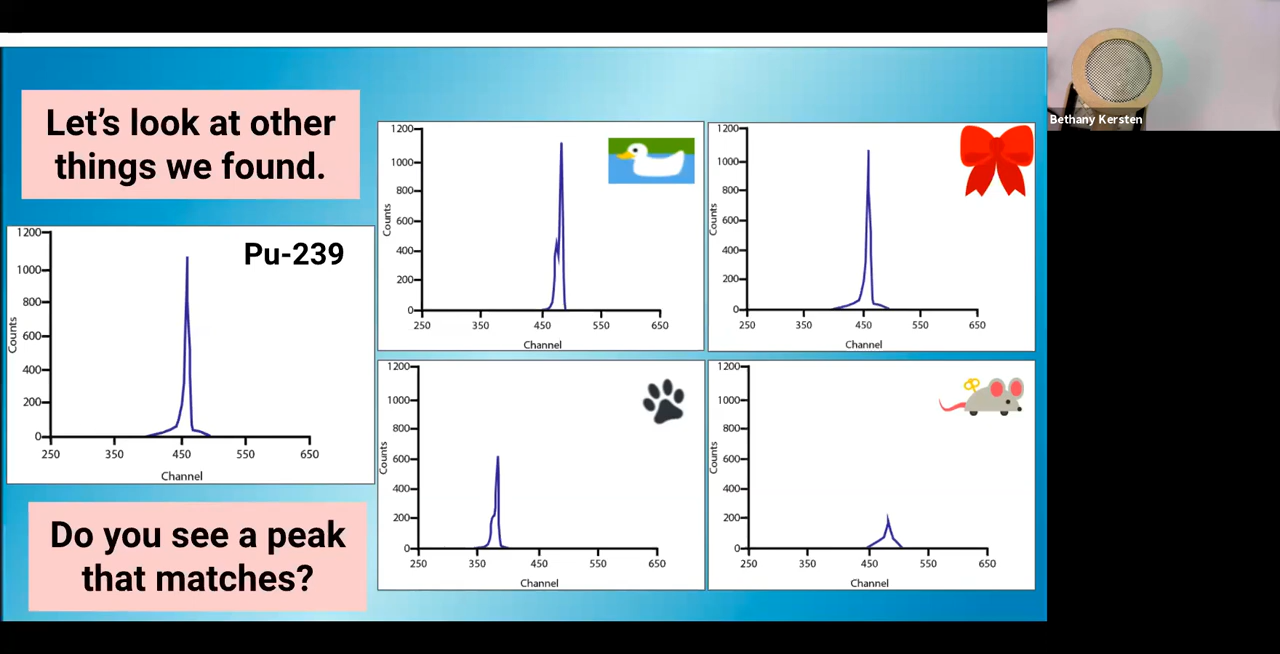 Let’s look at other
things we found.
Pu-239
1200
1000
800
600
400
200
0
Counts
250 350 450 550 650
Channel
Do you see a peak
that matches?
1200
1000
800
600
400
200
0
Counts
250 350 450 550 650
Channel
1200
1000
800
600
400
200
0
Counts
250 350 450 550 650
Channel
1200
1000
800
600
400
200
0
Counts
250 350 450 550 650
Channel
1200
1000
800
600
400
200
0
Counts
250 350 450 550 650
Channel
Bethany Kersten